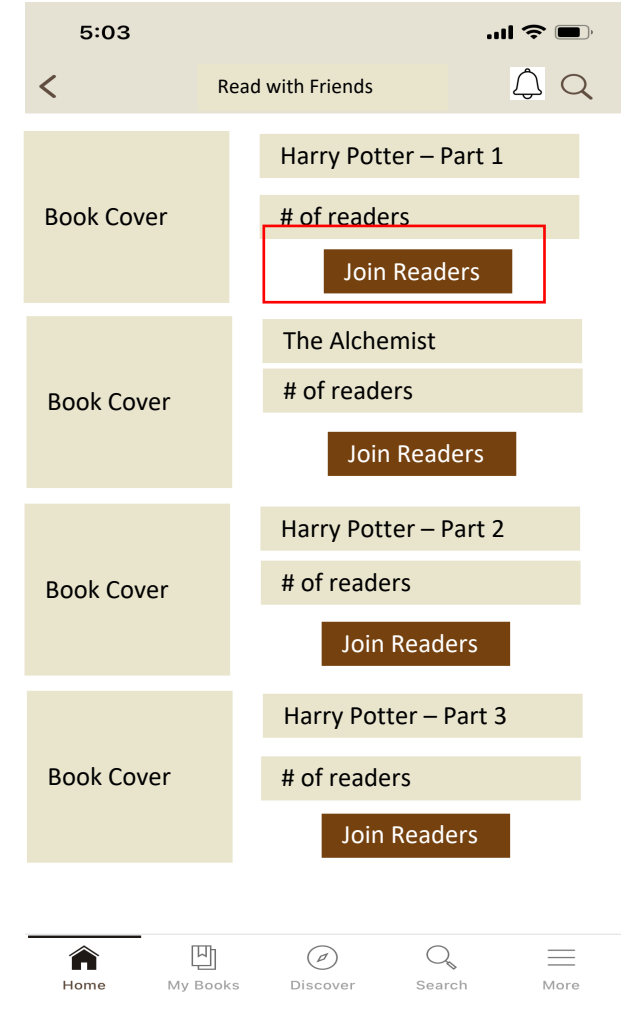 5:03
Read with Friends
Book Cover
Harry Potter – Part 1
# of readers
Join Readers
Book Cover
The Alchemist
# of readers
Join Readers
Book Cover
Harry Potter – Part 2
# of readers
Join Readers
Book Cover
Harry Potter – Part 3
# of readers
Join Readers
Home My Books Discover Search More